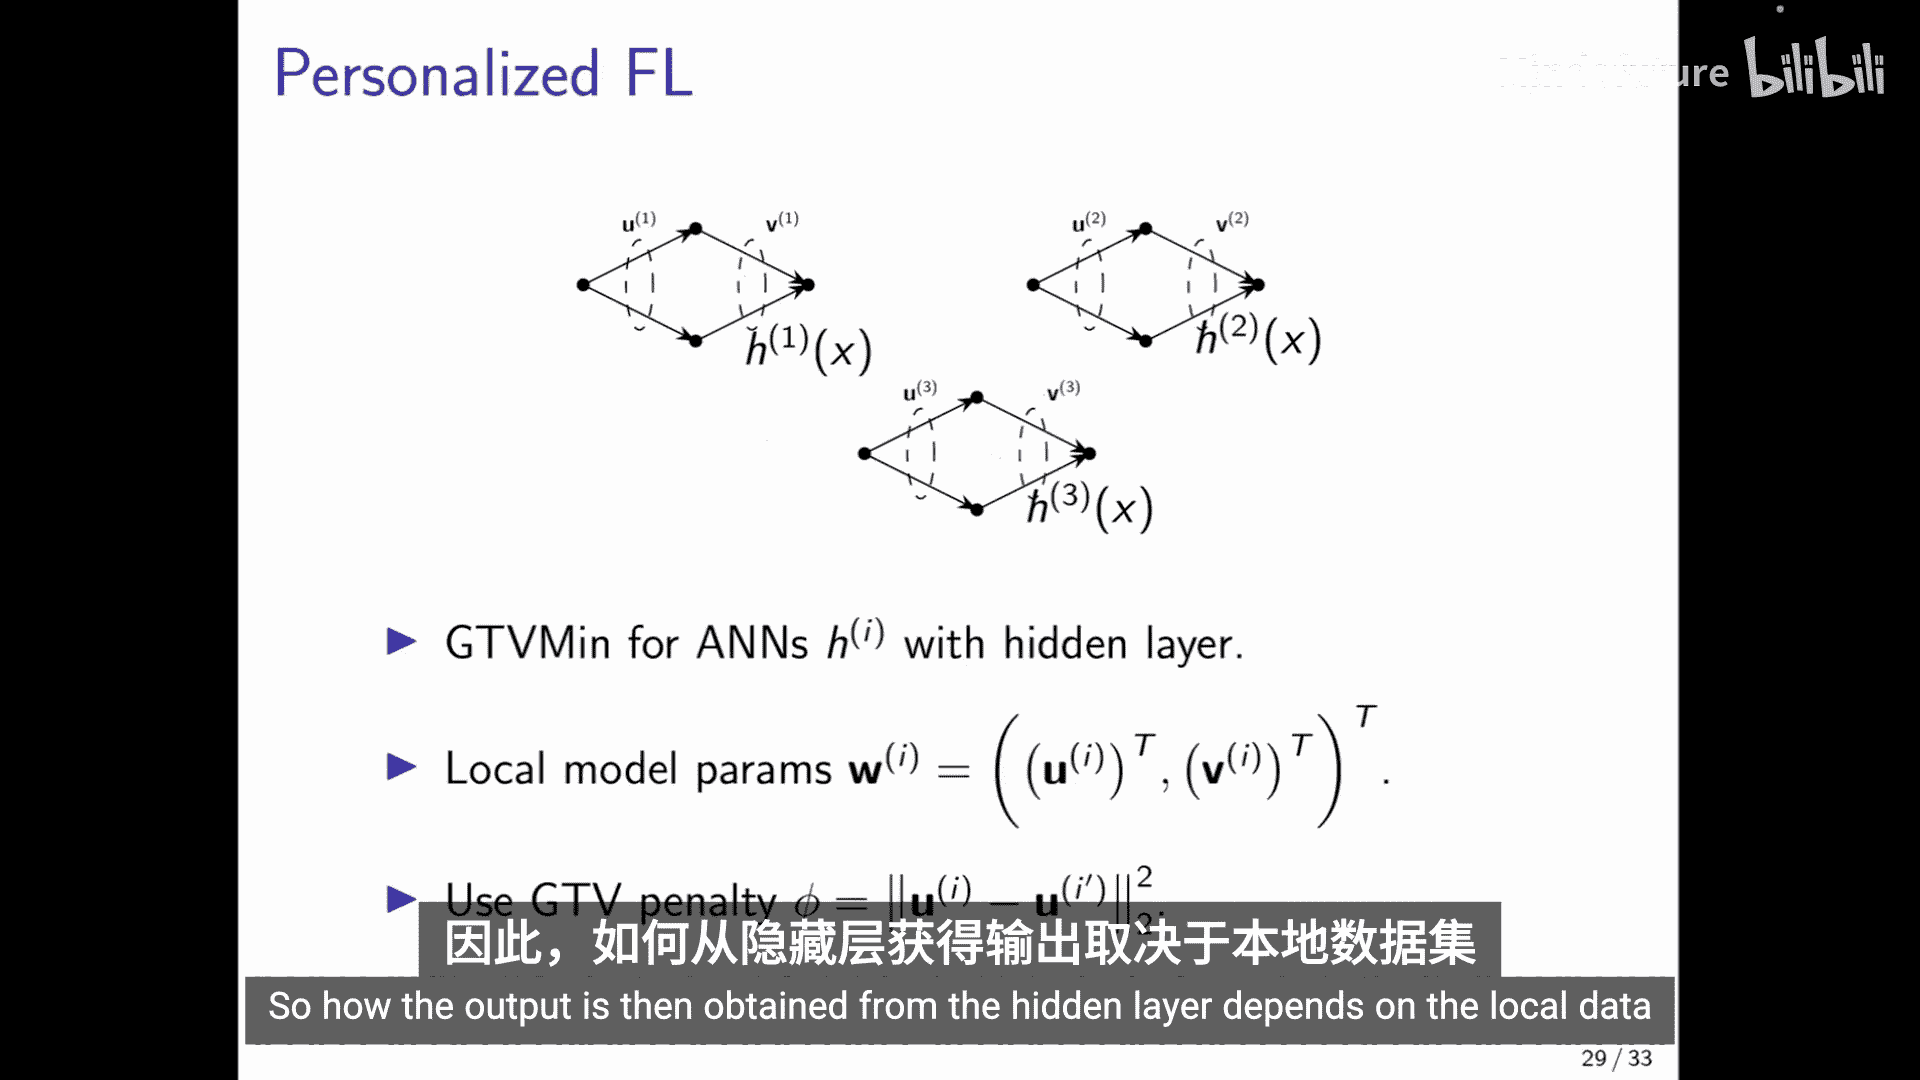 Personalized FL
ure bilibili
u⁽¹⁾ v⁽¹⁾ u⁽²⁾ v⁽²⁾
h⁽¹⁾(x) h⁽²⁾(x)
u⁽³⁾ v⁽³⁾
h⁽³⁾(x)
▶ GTVMin for ANNs h⁽ⁱ⁾ with hidden layer.
▶ Local model params w⁽ⁱ⁾ = ((u⁽ⁱ⁾)ᵀ, (v⁽ⁱ⁾)ᵀ)ᵀ.
▶ Use GTV penalty ϕ = ‖u⁽ⁱ⁾ − u⁽ⁱ′⁾‖₂².
因此，如何从隐藏层获得输出取决于本地数据集
So how the output is then obtained from the hidden layer depends on the local data
29 / 33